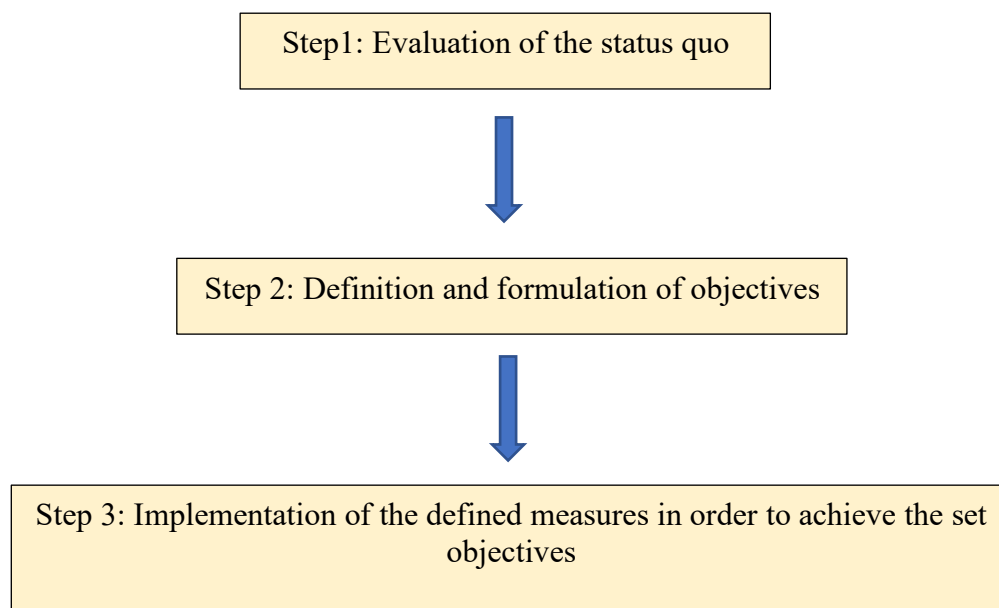 Step1: Evaluation of the status quo
Step 2: Definition and formulation of objectives
Step 3: Implementation of the defined measures in order to achieve the set
objectives